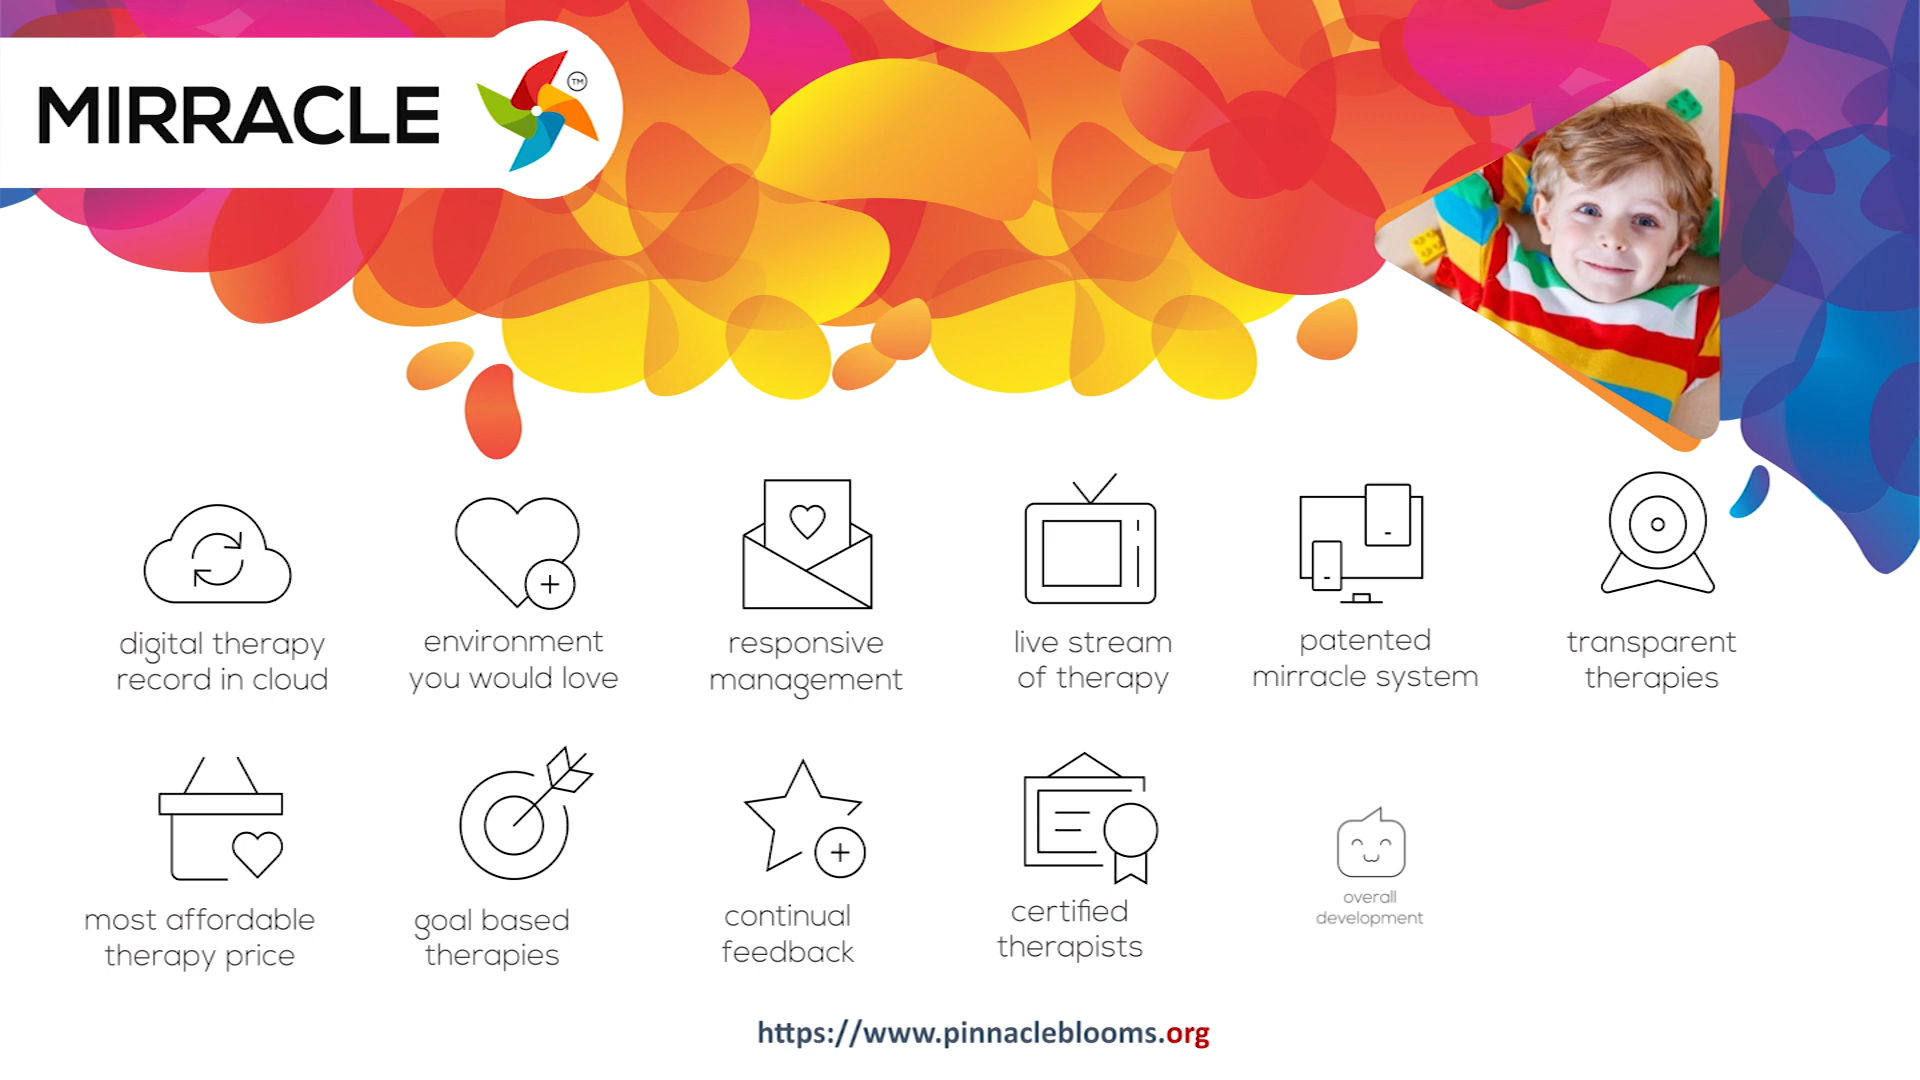 MIRRACLE
TM
digital therapy
record in cloud
environment
you would love
responsive
management
live stream
of therapy
patented
mirracle system
transparent
therapies
most affordable
therapy price
goal based
therapies
continual
feedback
certified
therapists
overall
development
https://www.pinnacleblooms.org